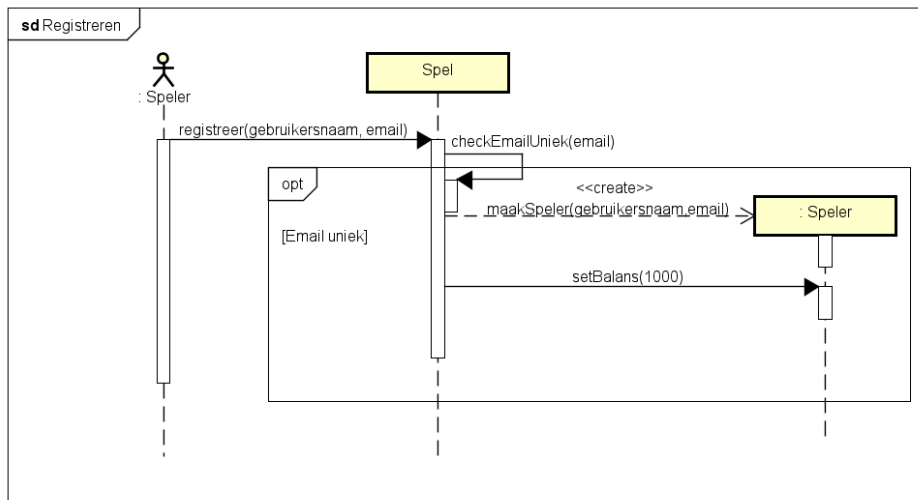 sd Registreren
: Speler
Spel
registreer(gebruikersnaam, email)
checkEmailUniek(email)
opt
[Email uniek]
<<create>>
maakSpeler(gebruikersnaam,email)
: Speler
setBalans(1000)